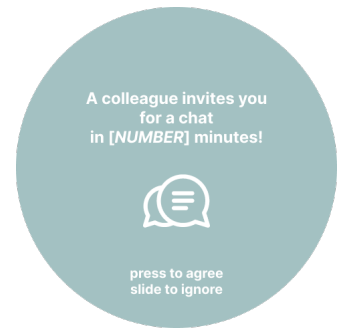 A colleague invites you
for a chat
in [NUMBER] minutes!
press to agree
slide to ignore